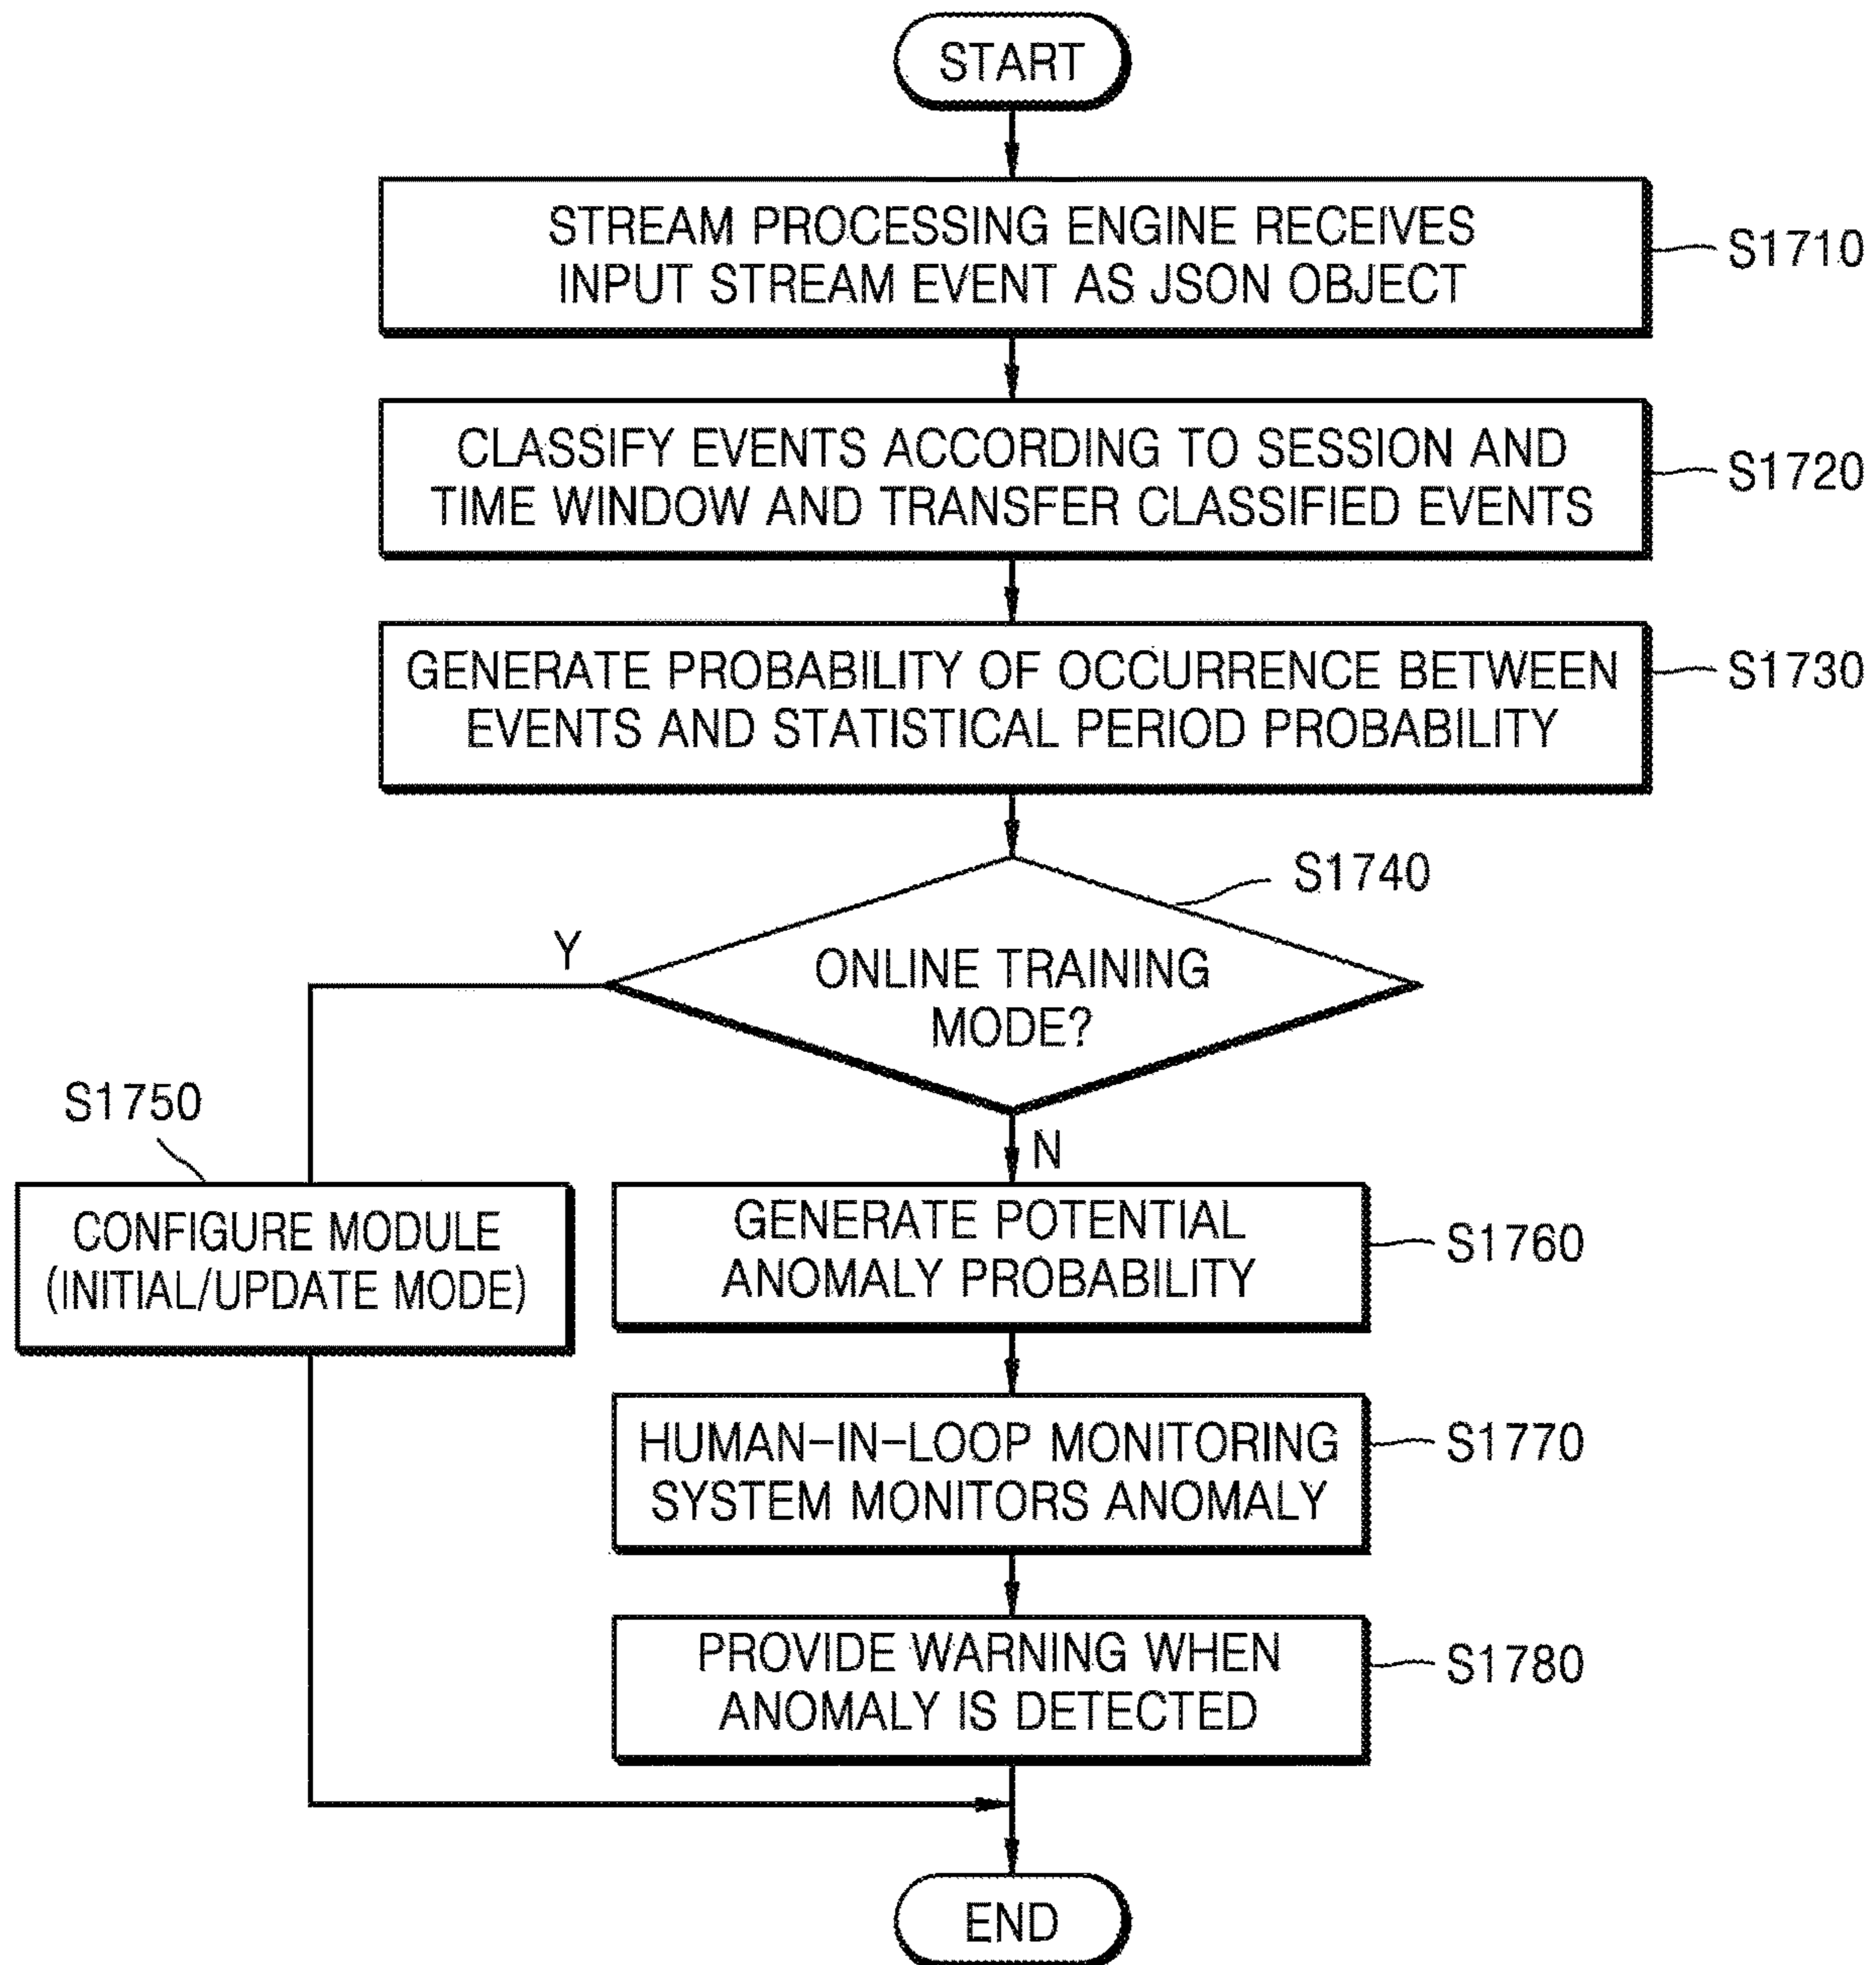 START
STREAM PROCESSING ENGINE RECEIVES
INPUT STREAM EVENT AS JSON OBJECT
S1710
CLASSIFY EVENTS ACCORDING TO SESSION AND
TIME WINDOW AND TRANSFER CLASSIFIED EVENTS
S1720
GENERATE PROBABILITY OF OCCURRENCE BETWEEN
EVENTS AND STATISTICAL PERIOD PROBABILITY
S1730
S1740
ONLINE TRAINING
MODE?
Y
N
S1750
CONFIGURE MODULE
(INITIAL/UPDATE MODE)
GENERATE POTENTIAL
ANOMALY PROBABILITY
S1760
HUMAN-IN-LOOP MONITORING
SYSTEM MONITORS ANOMALY
S1770
PROVIDE WARNING WHEN
ANOMALY IS DETECTED
S1780
END